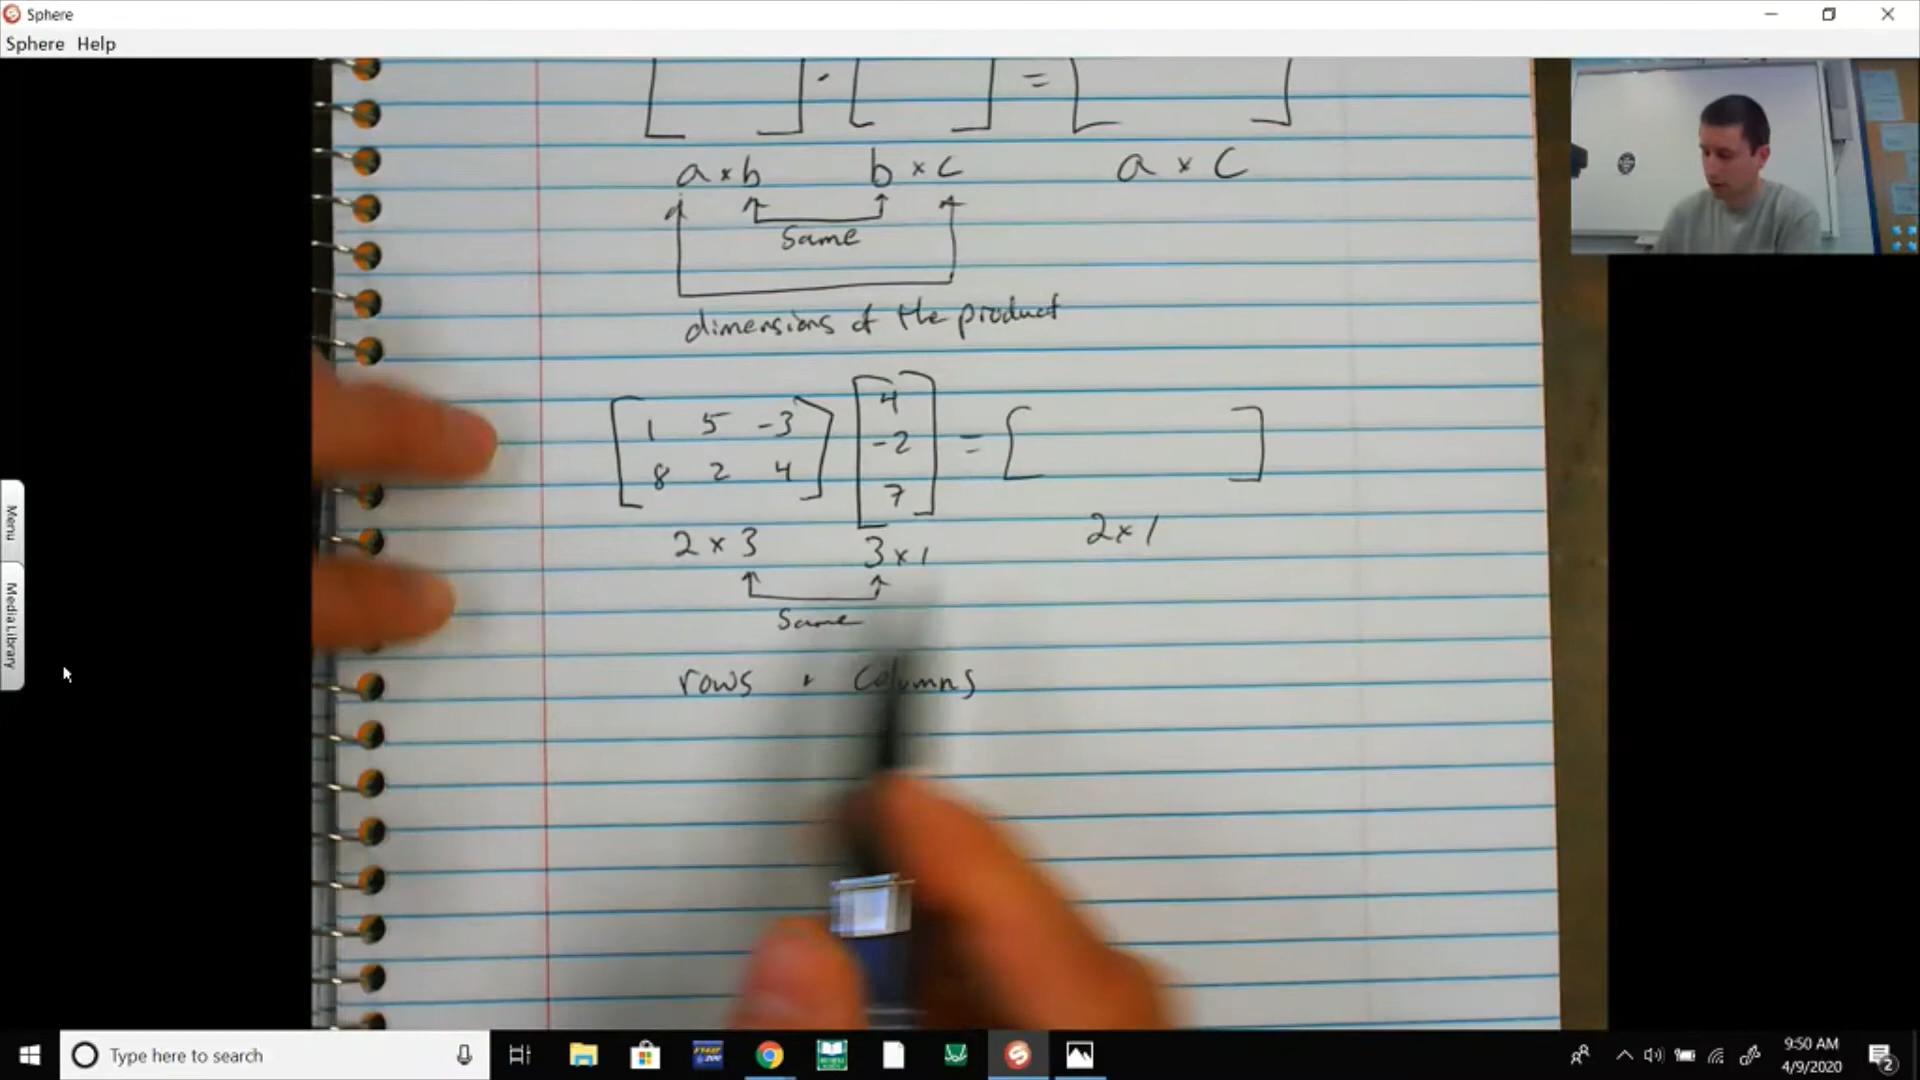 Sphere
Sphere Help
[ ] · [ ] = [ ]
a × b b × c a × c
Same
dimensions of the product
[ 1 5 -3 ] [ 4 ] = [ ]
[ 8 2 4 ] [ -2 ]
[ 7 ]
2 × 3 3 × 1 2 × 1
Same
rows · columns
Menu
Media Library
Type here to search
9:50 AM
4/9/2020
2